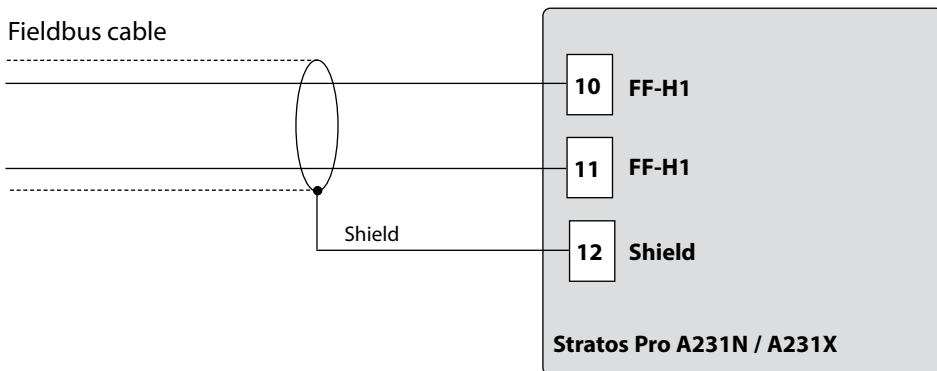 Fieldbus cable
10 FF-H1
11 FF-H1
Shield
12 Shield
Stratos Pro A231N / A231X